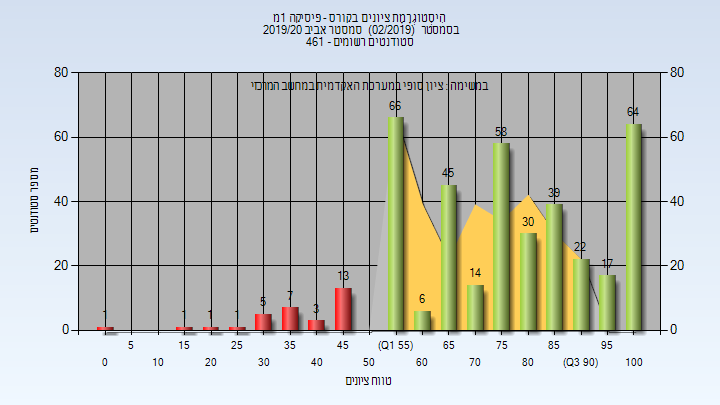 היסטוגרמת ציונים בקורס - פיסיקה 1מ
בסמסטר (02/2019) סמסטר אביב 2019/20
סטודנטים רשומים - 461
במשימה : ציון סופי במערכת האקדמית במחשב המרכזי
80 80
60 60
40 40
20 20
0 0
מספר סטודנטים
1 1 1 1 5 7 3 13 66 6 45 14 58 30 39 22 17 64
5 15 25 35 45 (Q1 55) 65 75 85 95
0 10 20 30 40 50 60 70 80 (Q3 90) 100
טווח ציונים